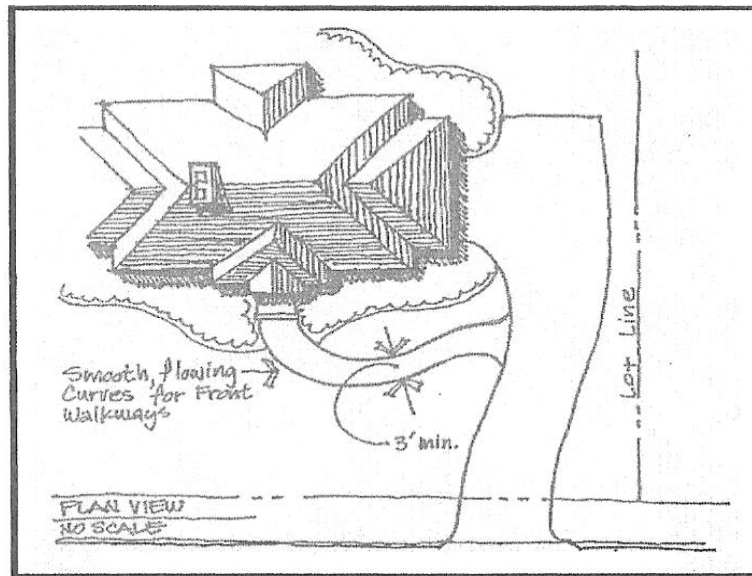 Smooth, flowing
Curves for Front
Walkways
3' min.
Lot Line
PLAN VIEW
NO SCALE